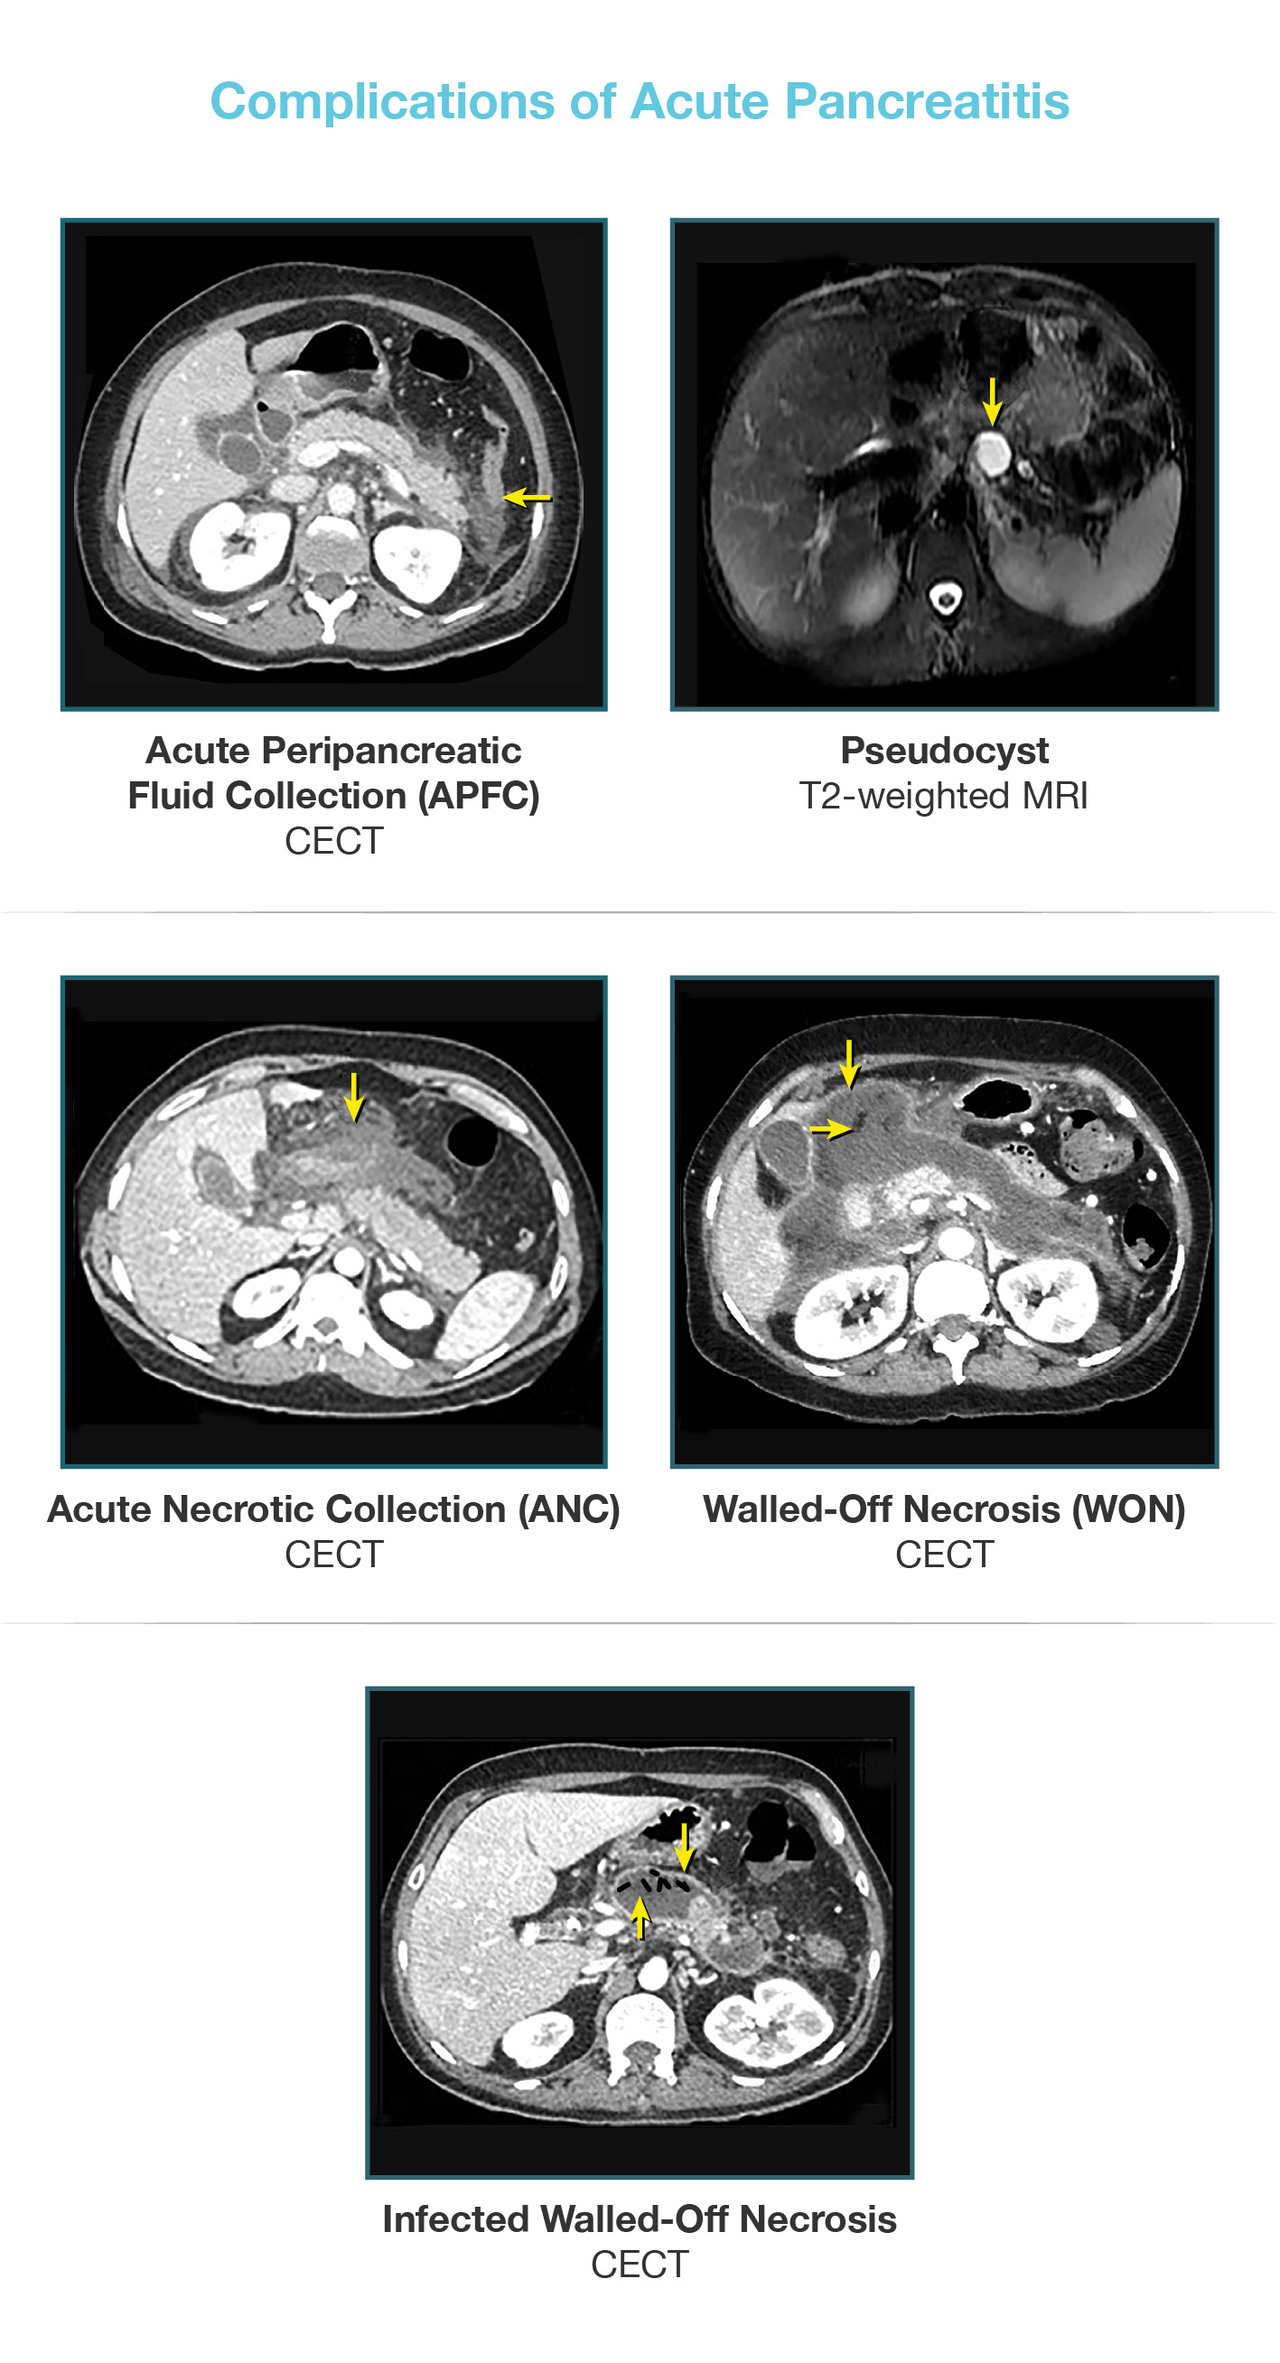 Complications of Acute Pancreatitis
Acute Peripancreatic
Fluid Collection (APFC)
CECT
Pseudocyst
T2-weighted MRI
Acute Necrotic Collection (ANC)
CECT
Walled-Off Necrosis (WON)
CECT
Infected Walled-Off Necrosis
CECT